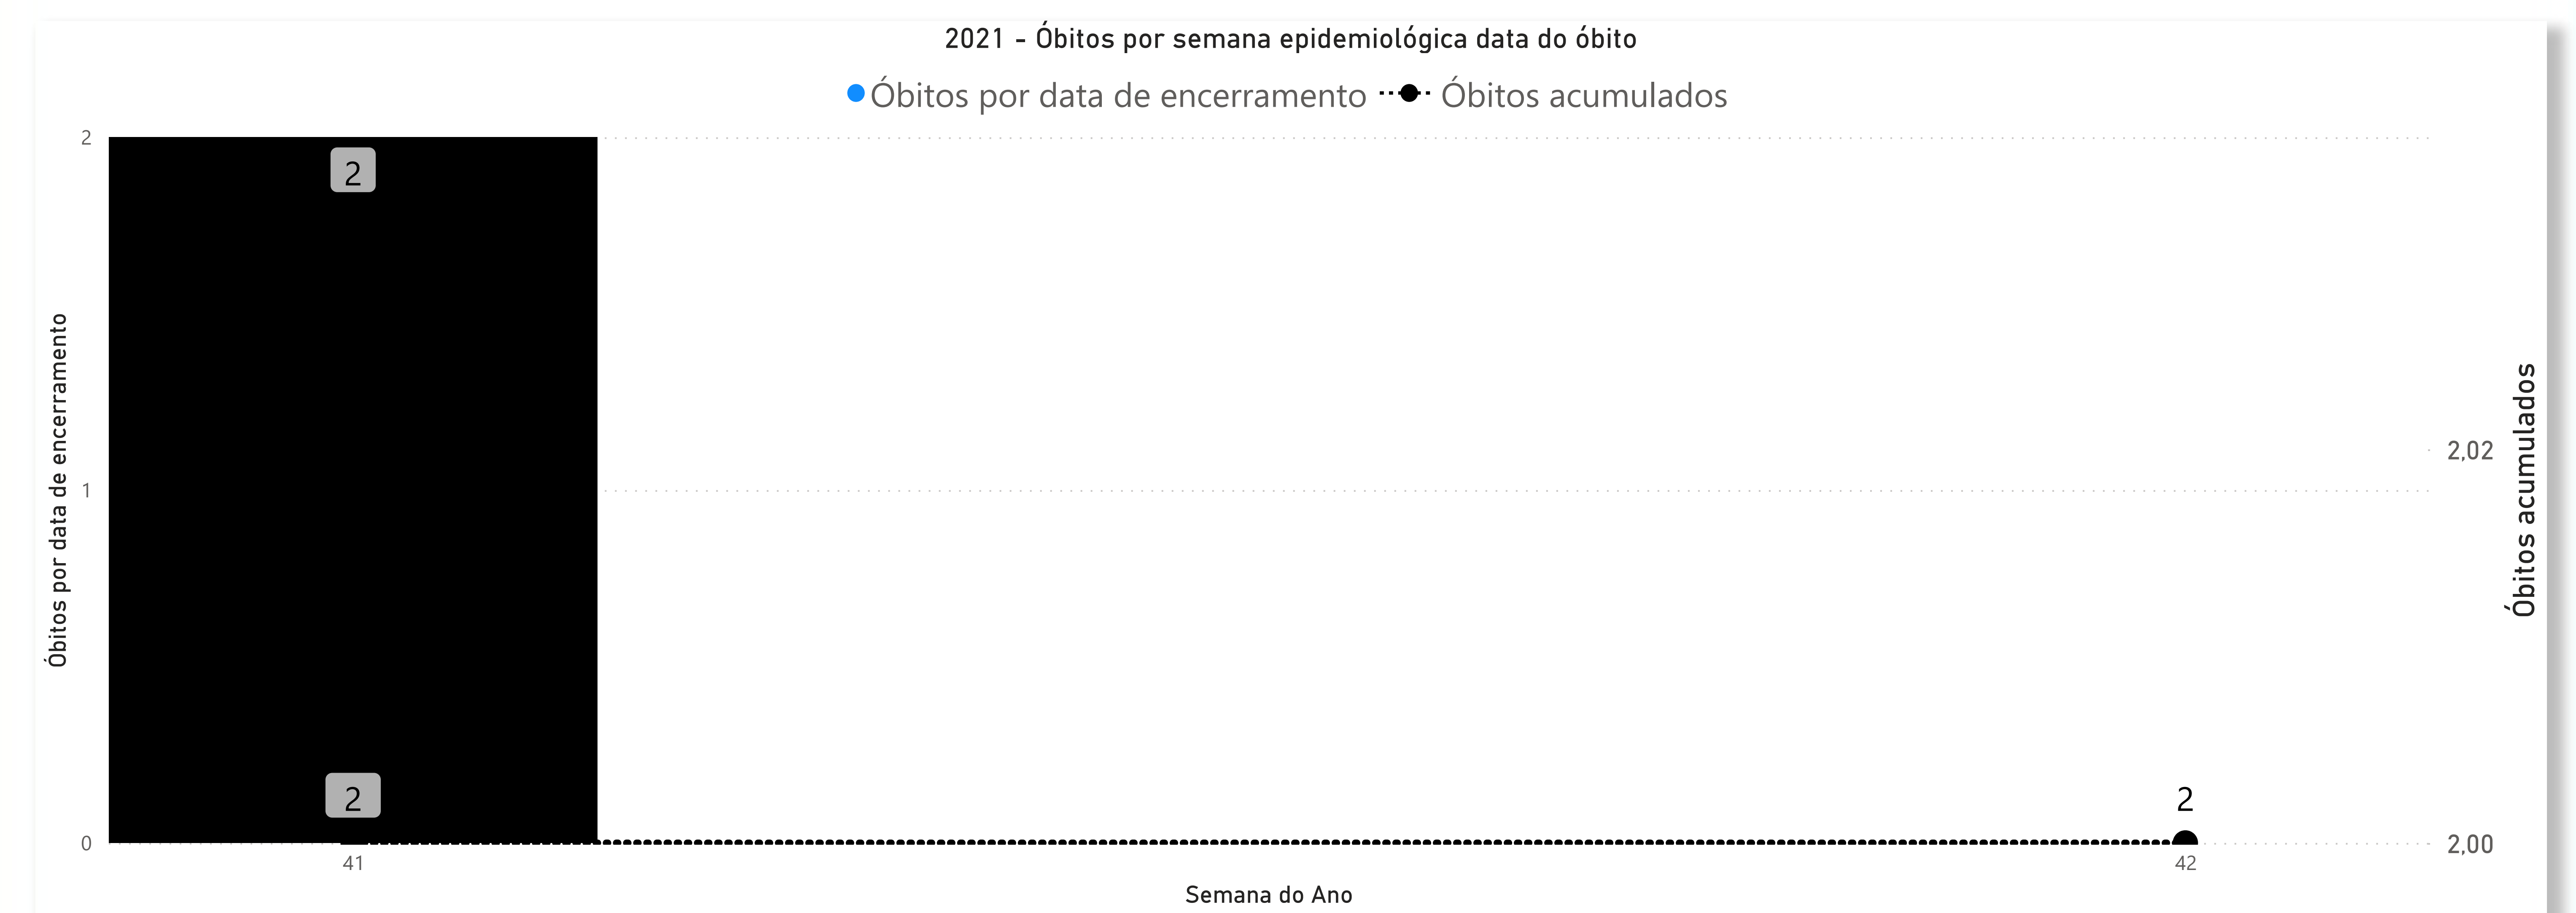 2021 - Óbitos por semana epidemiológica data do óbito
Óbitos por data de encerramento Óbitos acumulados
Óbitos por data de encerramento
2
1
0
2
2
2
2,02
2,00
Óbitos acumulados
41 42
Semana do Ano